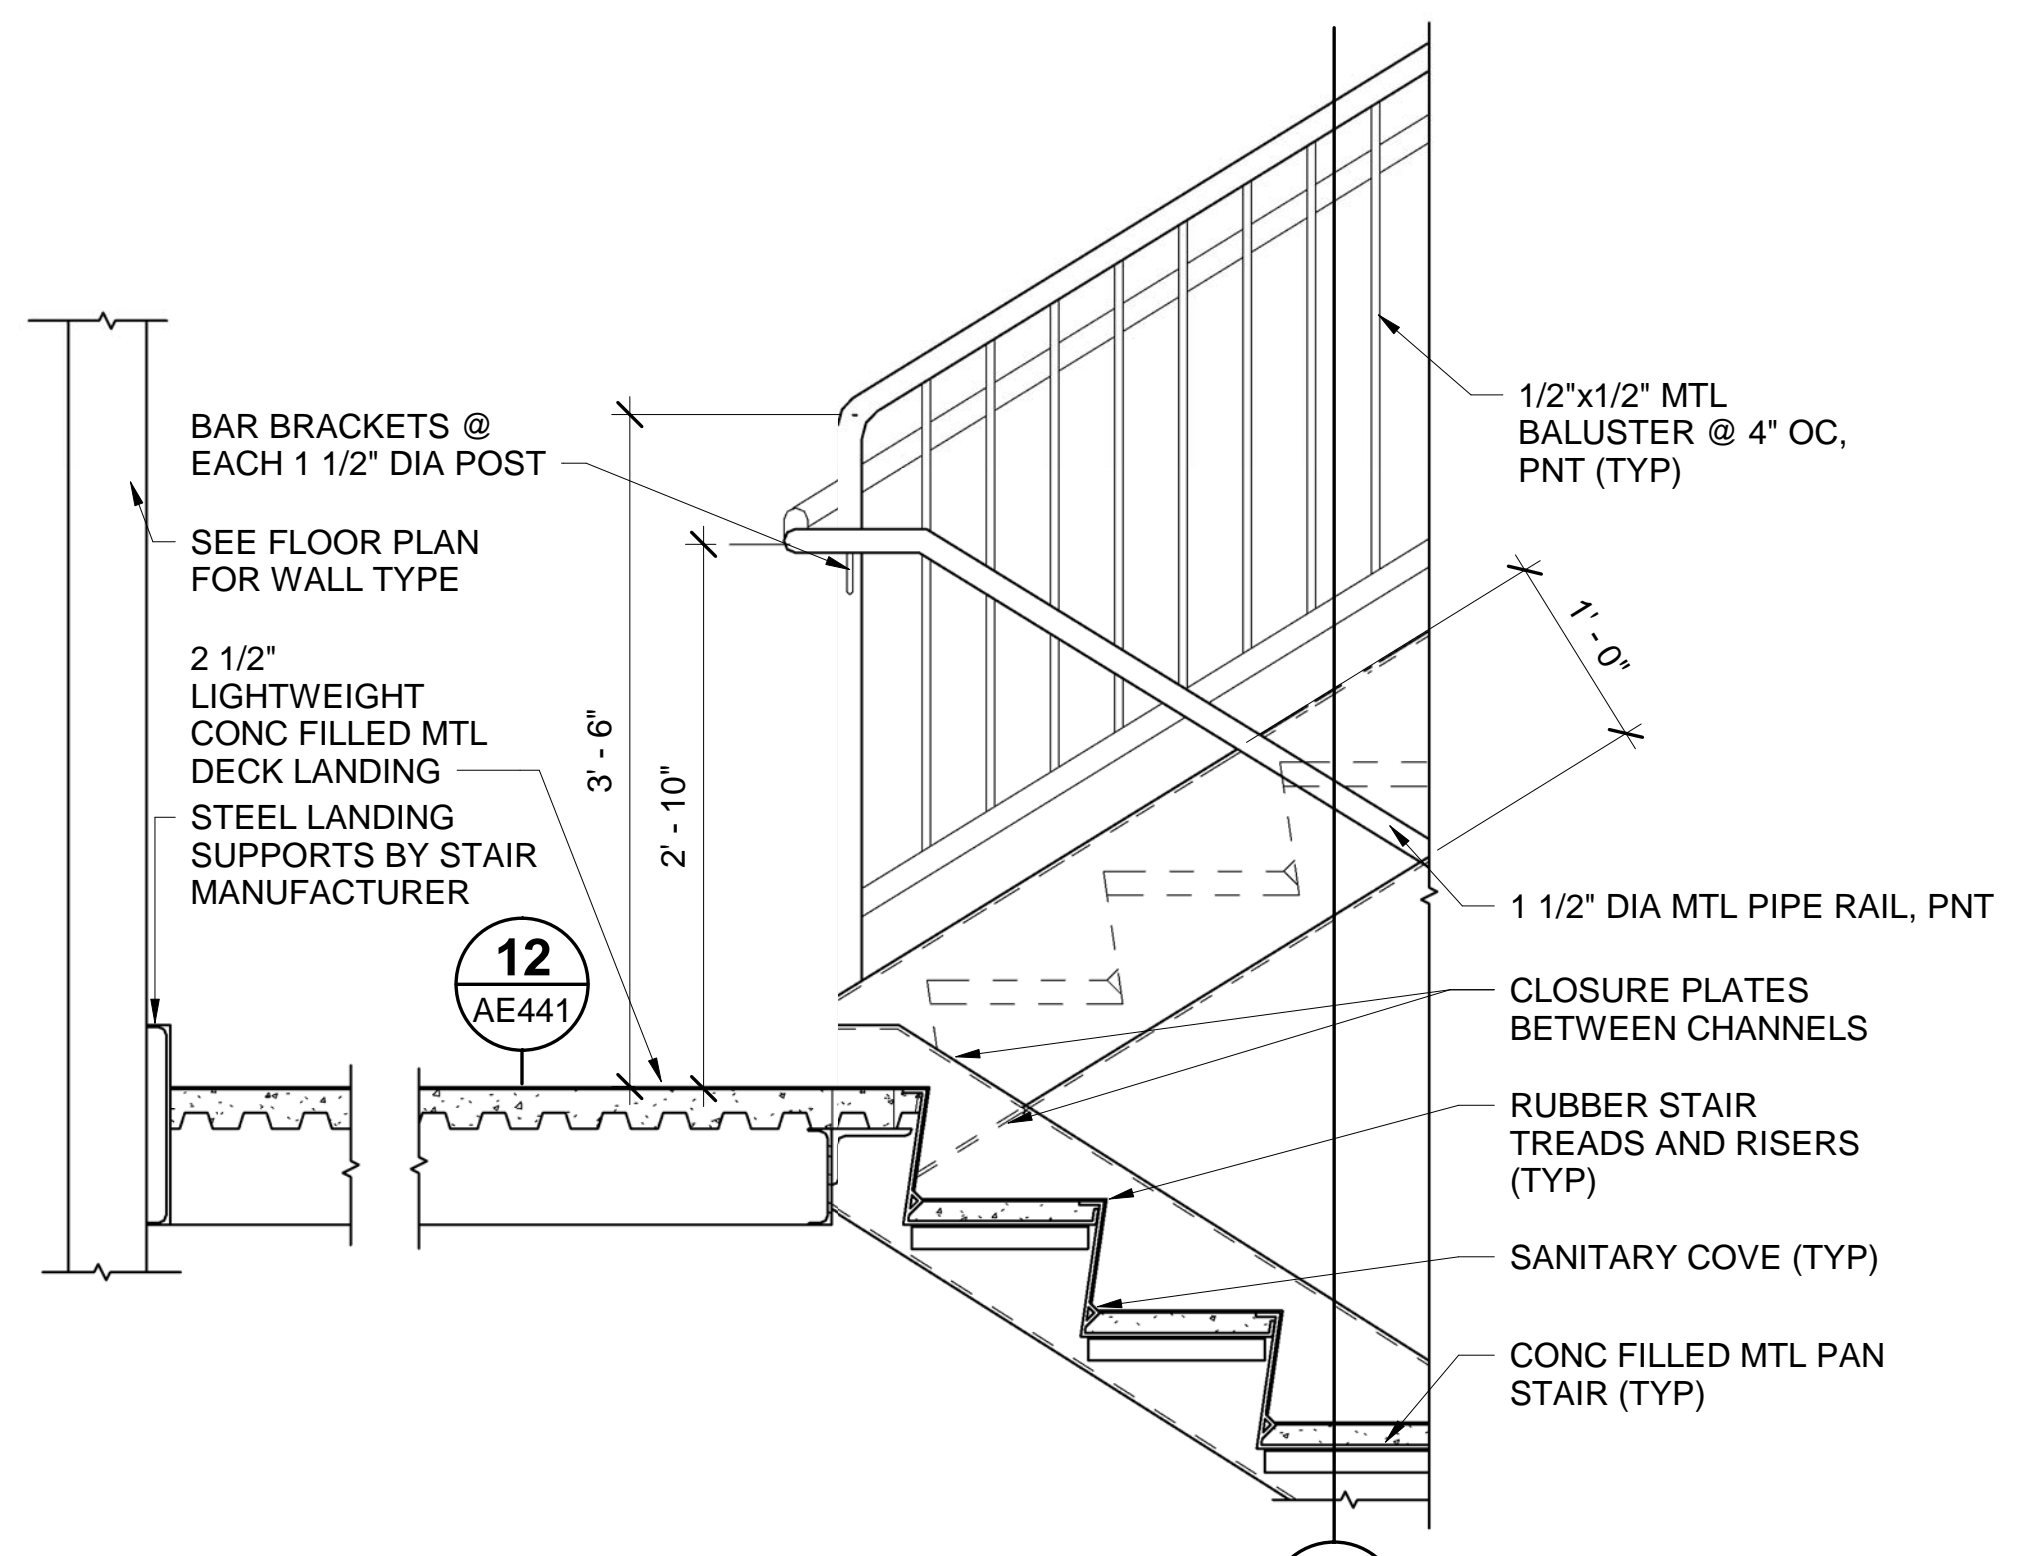 BAR BRACKETS @
EACH 1 1/2" DIA POST
SEE FLOOR PLAN
FOR WALL TYPE
2 1/2"
LIGHTWEIGHT
CONC FILLED MTL
DECK LANDING
STEEL LANDING
SUPPORTS BY STAIR
MANUFACTURER
12
AE441
3' - 6"
2' - 10"
1' - 0"
1/2"x1/2" MTL
BALUSTER @ 4" OC,
PNT (TYP)
1 1/2" DIA MTL PIPE RAIL, PNT
CLOSURE PLATES
BETWEEN CHANNELS
RUBBER STAIR
TREADS AND RISERS
(TYP)
SANITARY COVE (TYP)
CONC FILLED MTL PAN
STAIR (TYP)